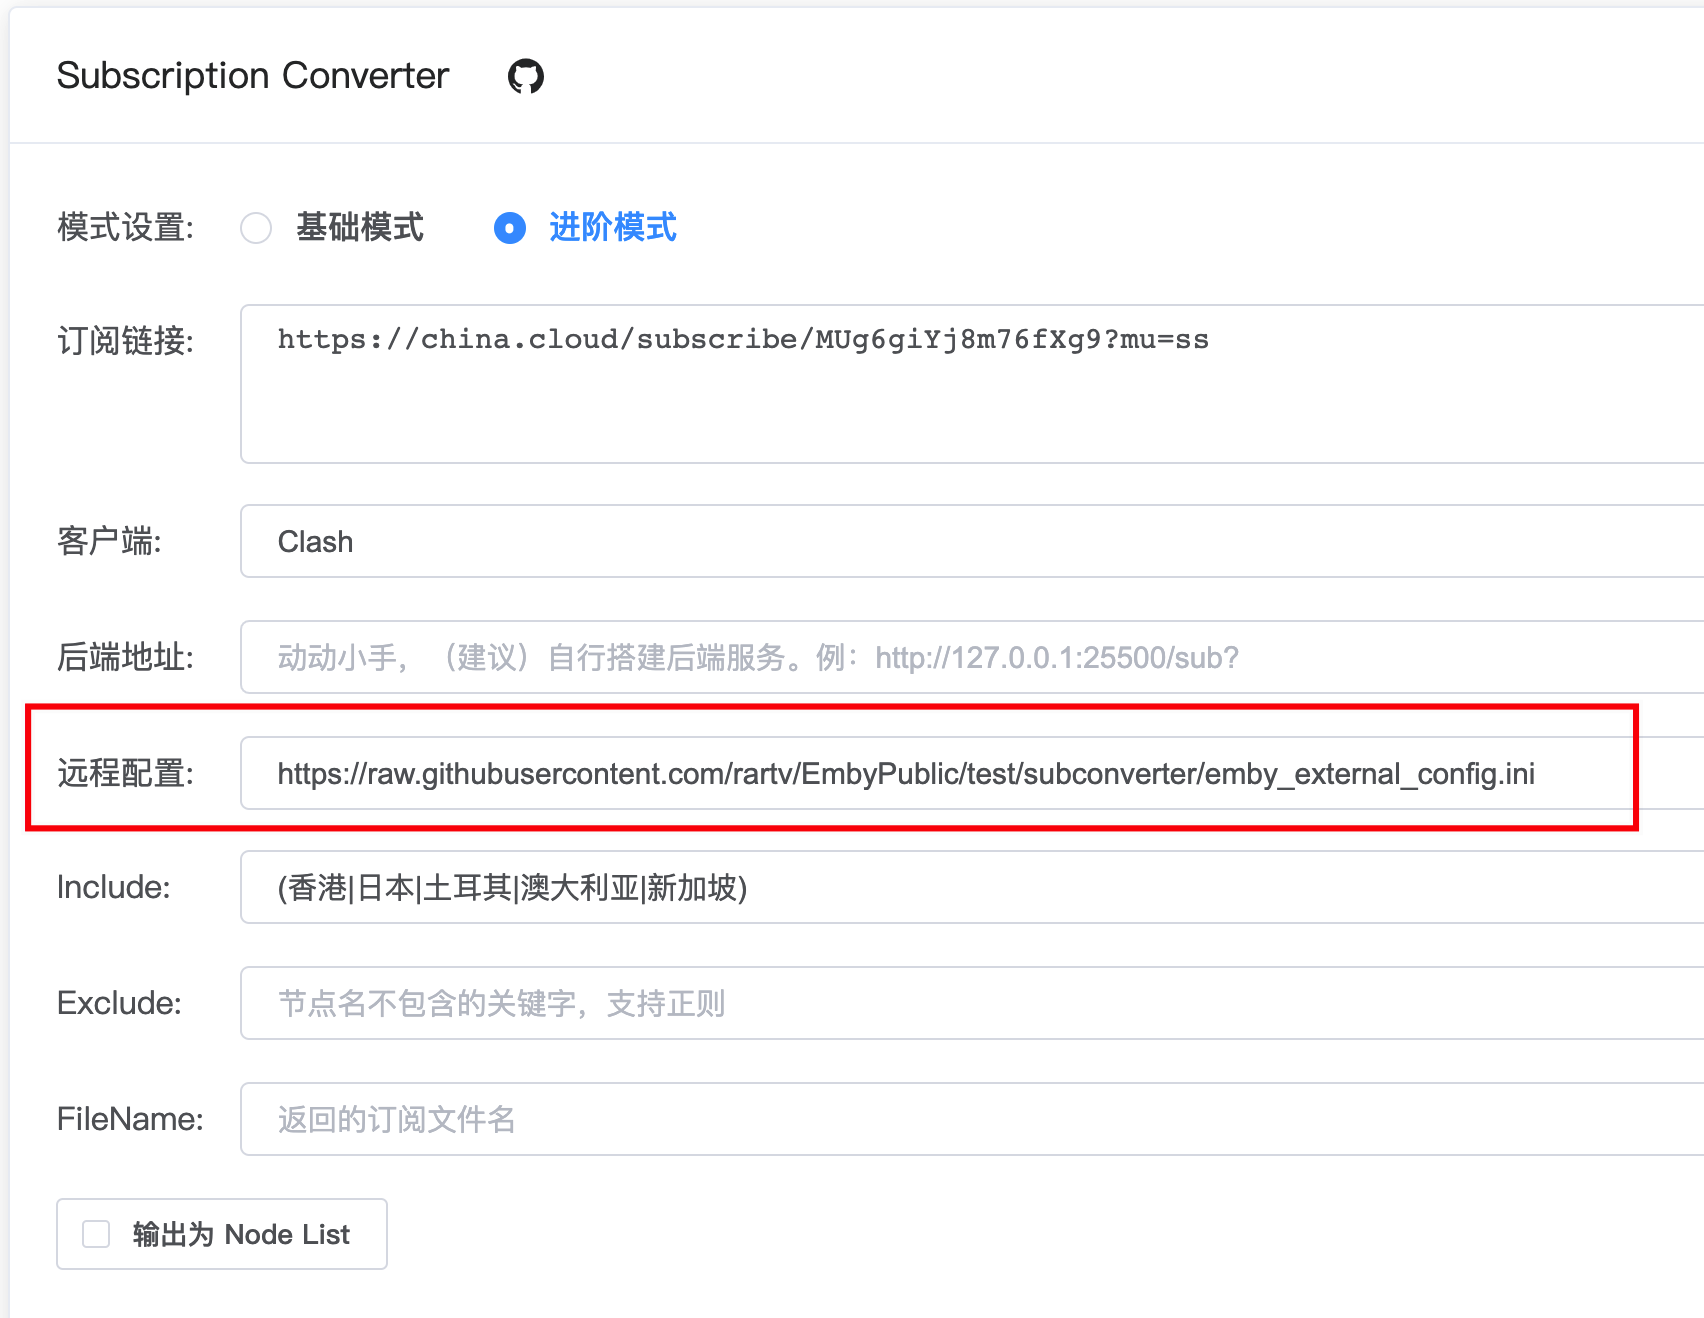 Subscription Converter
模式设置: 基础模式 进阶模式
订阅链接: https://china.cloud/subscribe/MUg6giYj8m76fXg9?mu=ss
客户端: Clash
后端地址: 动动小手，（建议）自行搭建后端服务。例：http://127.0.0.1:25500/sub?
远程配置: https://raw.githubusercontent.com/rartv/EmbyPublic/test/subconverter/emby_external_config.ini
Include: (香港|日本|土耳其|澳大利亚|新加坡)
Exclude: 节点名不包含的关键字，支持正则
FileName: 返回的订阅文件名
输出为 Node List